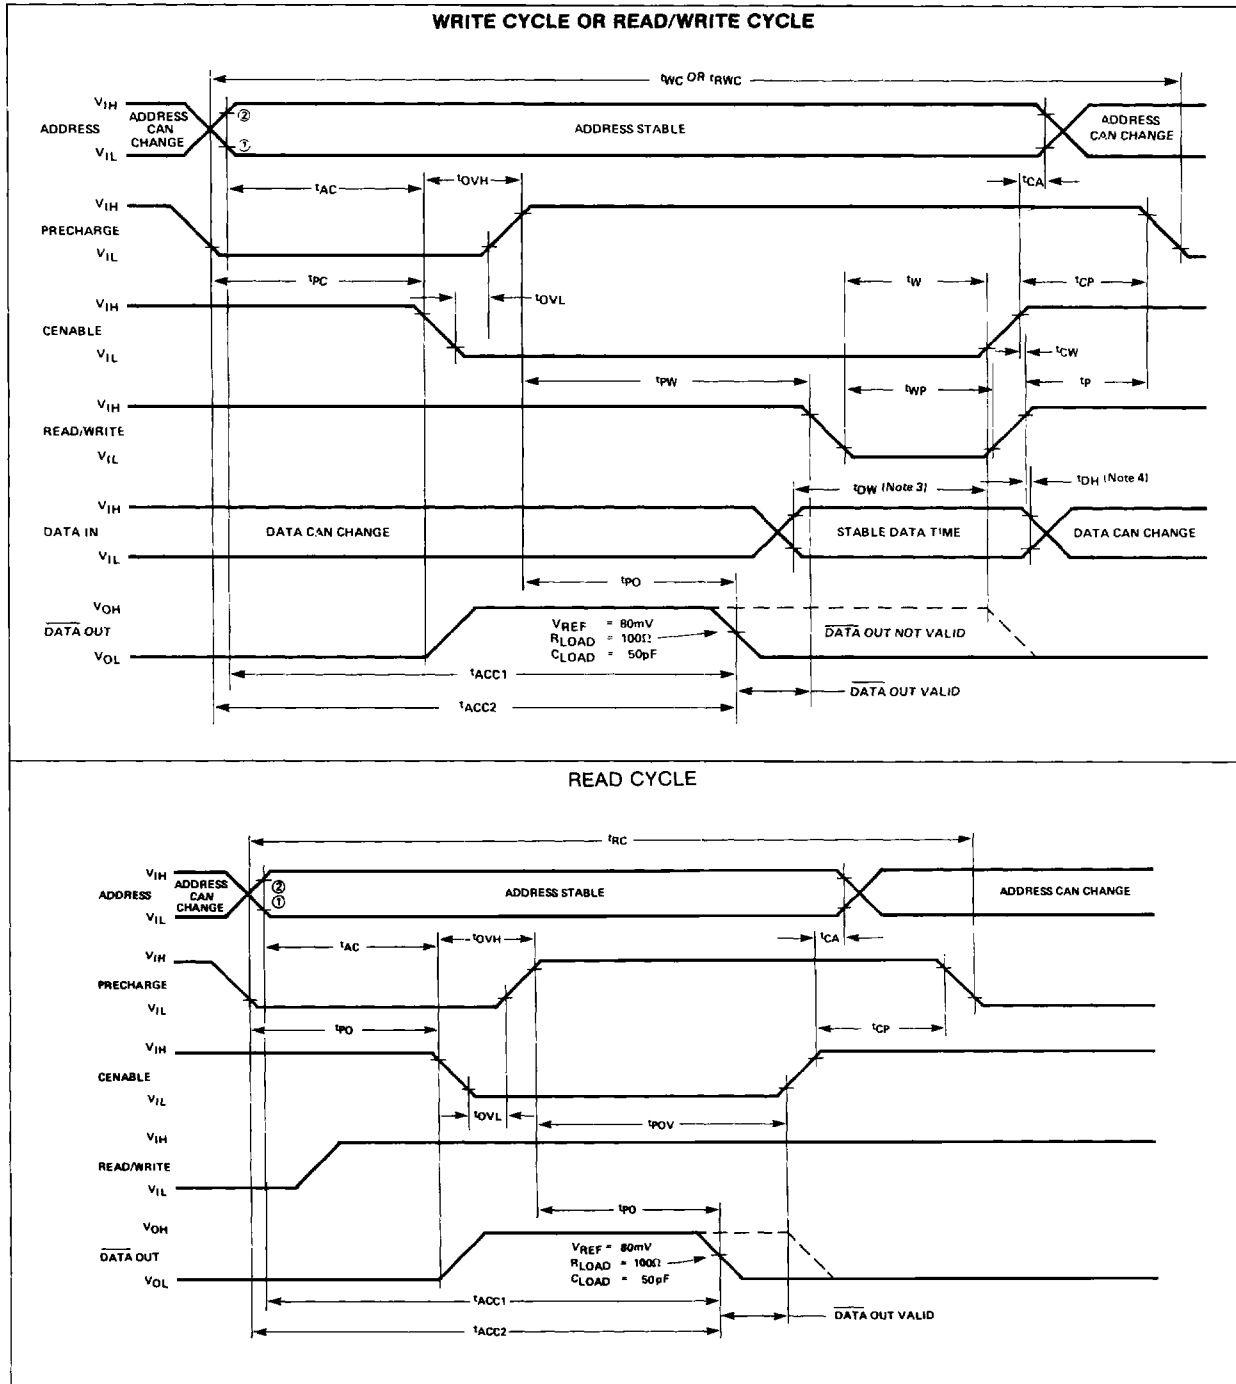 WRITE CYCLE OR READ/WRITE CYCLE
tWC OR tRWC
VIH
ADDRESS
VIL
ADDRESS
CAN
CHANGE
②
①
ADDRESS STABLE
ADDRESS
CAN CHANGE
tAC
tOVH
tCA
VIH
PRECHARGE
VIL
tPC
tOVL
tW
tCP
VIH
CENABLE
VIL
tCW
tPW
tWP
tP
VIH
READ/WRITE
VIL
tDW (Note 3)
tDH (Note 4)
VIH
DATA IN
VIL
DATA CAN CHANGE
STABLE DATA TIME
DATA CAN CHANGE
tPO
VOH
DATA OUT
VOL
VREF = 80mV
RLOAD = 100Ω
CLOAD = 50pF
DATA OUT NOT VALID
tACC1
DATA OUT VALID
tACC2
READ CYCLE
tRC
VIH
ADDRESS
VIL
ADDRESS
CAN
CHANGE
②
①
ADDRESS STABLE
ADDRESS CAN CHANGE
tAC
tOVH
tCA
VIH
PRECHARGE
VIL
tPO
tCP
VIH
CENABLE
VIL
tOVL
tPOV
VIH
READ/WRITE
VIL
tPO
VOH
DATA OUT
VOL
VREF = 80mV
RLOAD = 100Ω
CLOAD = 50pF
tACC1
DATA OUT VALID
tACC2